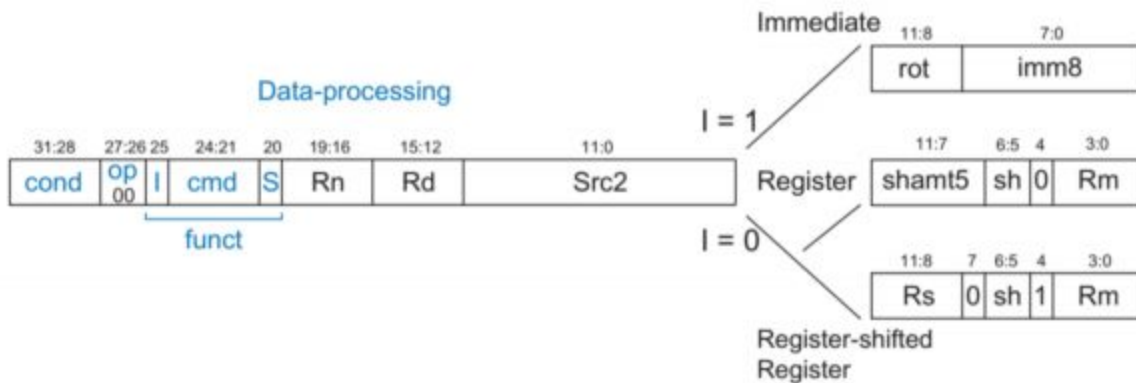 Immediate
11:8 7:0
rot imm8
Data-processing
I = 1
31:28 27:26 25 24:21 20 19:16 15:12 11:0
cond op 00 I cmd S Rn Rd Src2
funct
Register
11:7 6:5 4 3:0
shamt5 sh 0 Rm
I = 0
11:8 7 6:5 4 3:0
Rs 0 sh 1 Rm
Register-shifted
Register